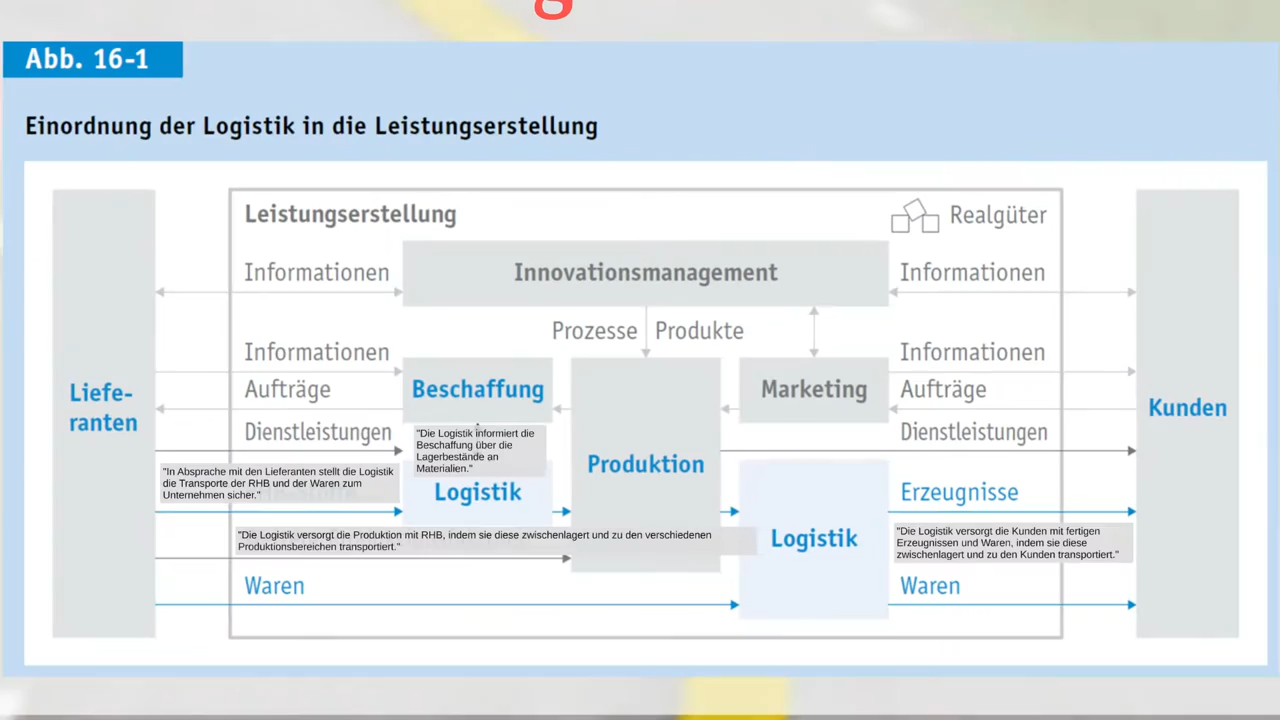 Abb. 16-1
Einordnung der Logistik in die Leistungserstellung
Leistungserstellung
Realgüter
Informationen
Innovationsmanagement
Informationen
Prozesse
Produkte
Informationen
Informationen
Aufträge
Beschaffung
Marketing
Aufträge
Liefe-
ranten
Kunden
Dienstleistungen
Dienstleistungen
"Die Logistik informiert die
Beschaffung über die
Lagerbestände an
Materialien."
Produktion
"In Absprache mit den Lieferanten stellt die Logistik
die Transporte der RHB und der Waren zum
Unternehmen sicher."
Logistik
Erzeugnisse
"Die Logistik versorgt die Produktion mit RHB, indem sie diese zwischenlagert und zu den verschiedenen
Produktionsbereichen transportiert."
Logistik
"Die Logistik versorgt die Kunden mit fertigen
Erzeugnissen und Waren, indem sie diese
zwischenlagert und zu den Kunden transportiert."
Waren
Waren